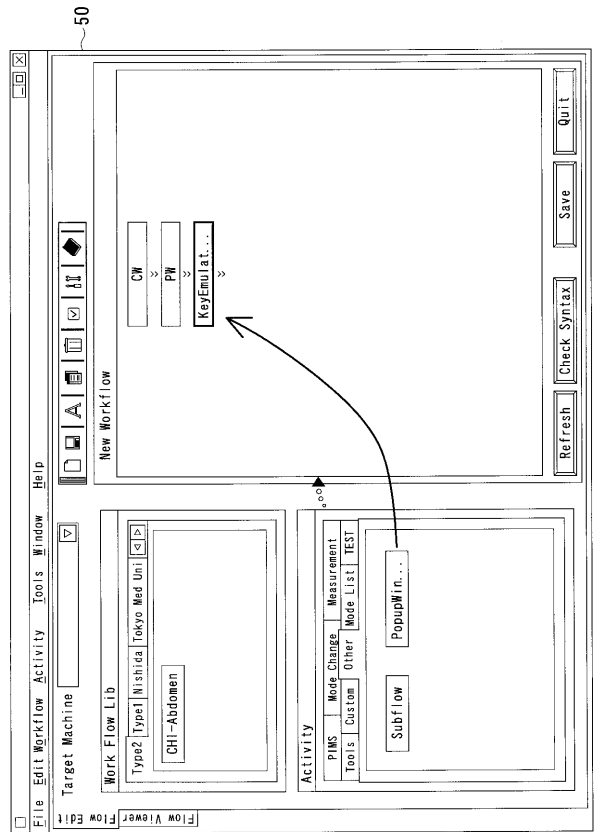 50
File Edit Workflow Activity Tools Window Help
Flow Edit
Flow Viewer
Target Machine
Work Flow Lib
Type2 Type1 Nishida Tokyo Med Uni
CHI-Abdomen
Activity
PIMS Mode Change Measurement
Tools Custom Other Mode List TEST
Subflow PopupWin...
A
New Workflow
CW
PW
KeyEmulat...
Refresh Check Syntax Save Quit